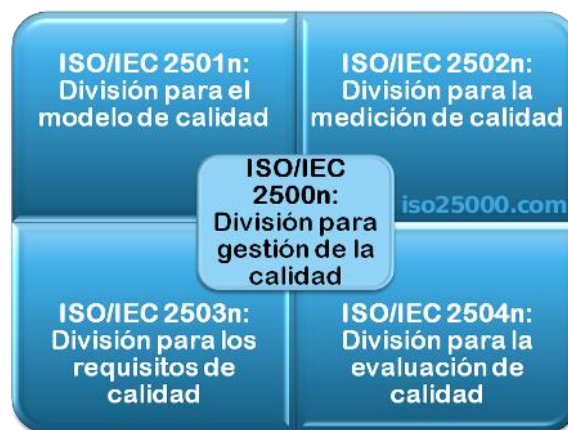 ISO/IEC 2501n:
División para el
modelo de calidad
ISO/IEC 2502n:
División para la
medición de calidad
ISO/IEC
2500n:
División para
gestión de la
calidad
iso25000.com
ISO/IEC 2503n:
División para los
requisitos de
calidad
ISO/IEC 2504n:
División para la
evaluación de
calidad